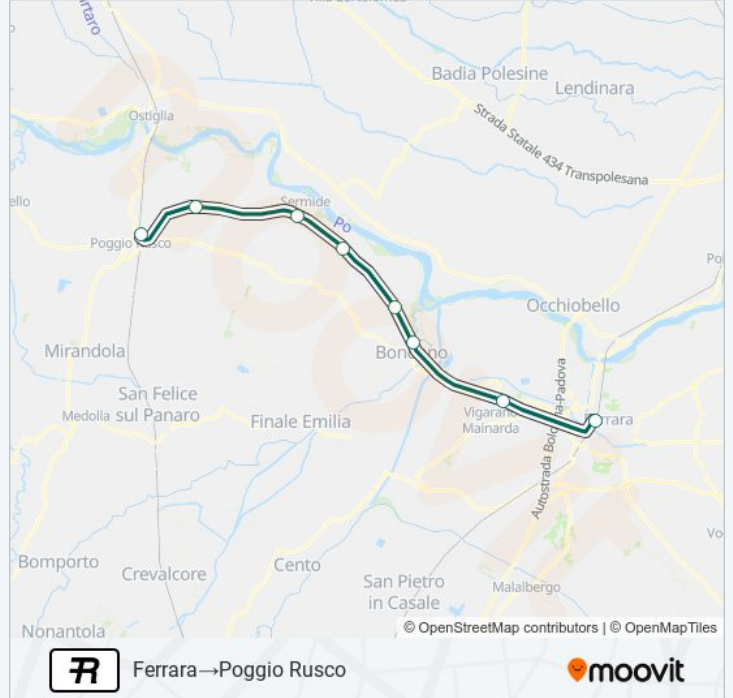 Badia Polesine
Lendinara
Ostiglia
Strada Statale 434 Transpolesana
Sermide
ello
Po
Poggio Rusco
Po
Occhiobello
Mirandola
Bondeno
San Felice
sul Panaro
Medolla
Finale Emilia
Vigarano
Mainarda
Ferrara
Autostrada Bologna-Padova
Vo
Bomporto
Crevalcore
Cento
San Pietro
in Casale
Malalbergo
© OpenStreetMap contributors | © OpenMapTiles
Nonantola
R
Ferrara→Poggio Rusco
moovit